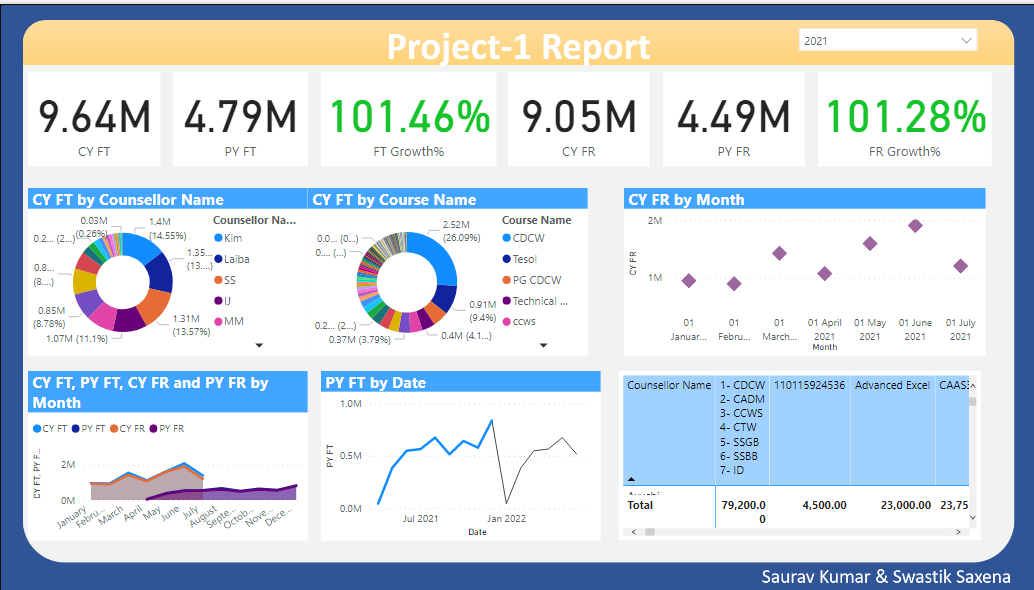 Project-1 Report
2021
9.64M
CY FT
4.79M
PY FT
101.46%
FT Growth%
9.05M
CY FR
4.49M
PY FR
101.28%
FR Growth%
CY FT by Counsellor Name
0.03M
(0.26%)
1.4M
(14.55%)
1.35...
(13....)
1.31M
(13.57%)
1.07M (11.1%)
0.85M
(8.78%)
0.8...
(8....)
0.2... (2...)
Counsellor Na...
Kim
Laiba
SS
IJ
MM
CY FT by Course Name
2.52M
(26.09%)
0.91M
(9.4%)
0.4M (4.1...)
0.37M (3.79%)
0.2... (2...)
0.... (...)
0.0... (0...)
Course Name
CDCW
Tesol
PG CDCW
Technical ...
ccws
CY FR by Month
CY FR
2M
1M
01
Januar...
01
Febru...
01
March...
01 April
2021
01 May
2021
01 June
2021
01 July
2021
Month
CY FT, PY FT, CY FR and PY FR by
Month
CY FT PY FT CY FR PY FR
CY FT, PY F...
2M
0M
January
Febru...
March
April
May
June
July
August
Septe...
Octob...
Nove...
Dece...
PY FT by Date
PY FT
1.0M
0.5M
0.0M
Jul 2021
Jan 2022
Date
Counsellor Name
1- CDCW
2- CADM
3- CCWS
4- CTW
5- SSGB
6- SSBB
7- ID
110115924536
Advanced Excel
CAAS
Total
79,200.0
0
4,500.00
23,000.00
23,75
Saurav Kumar & Swastik Saxena